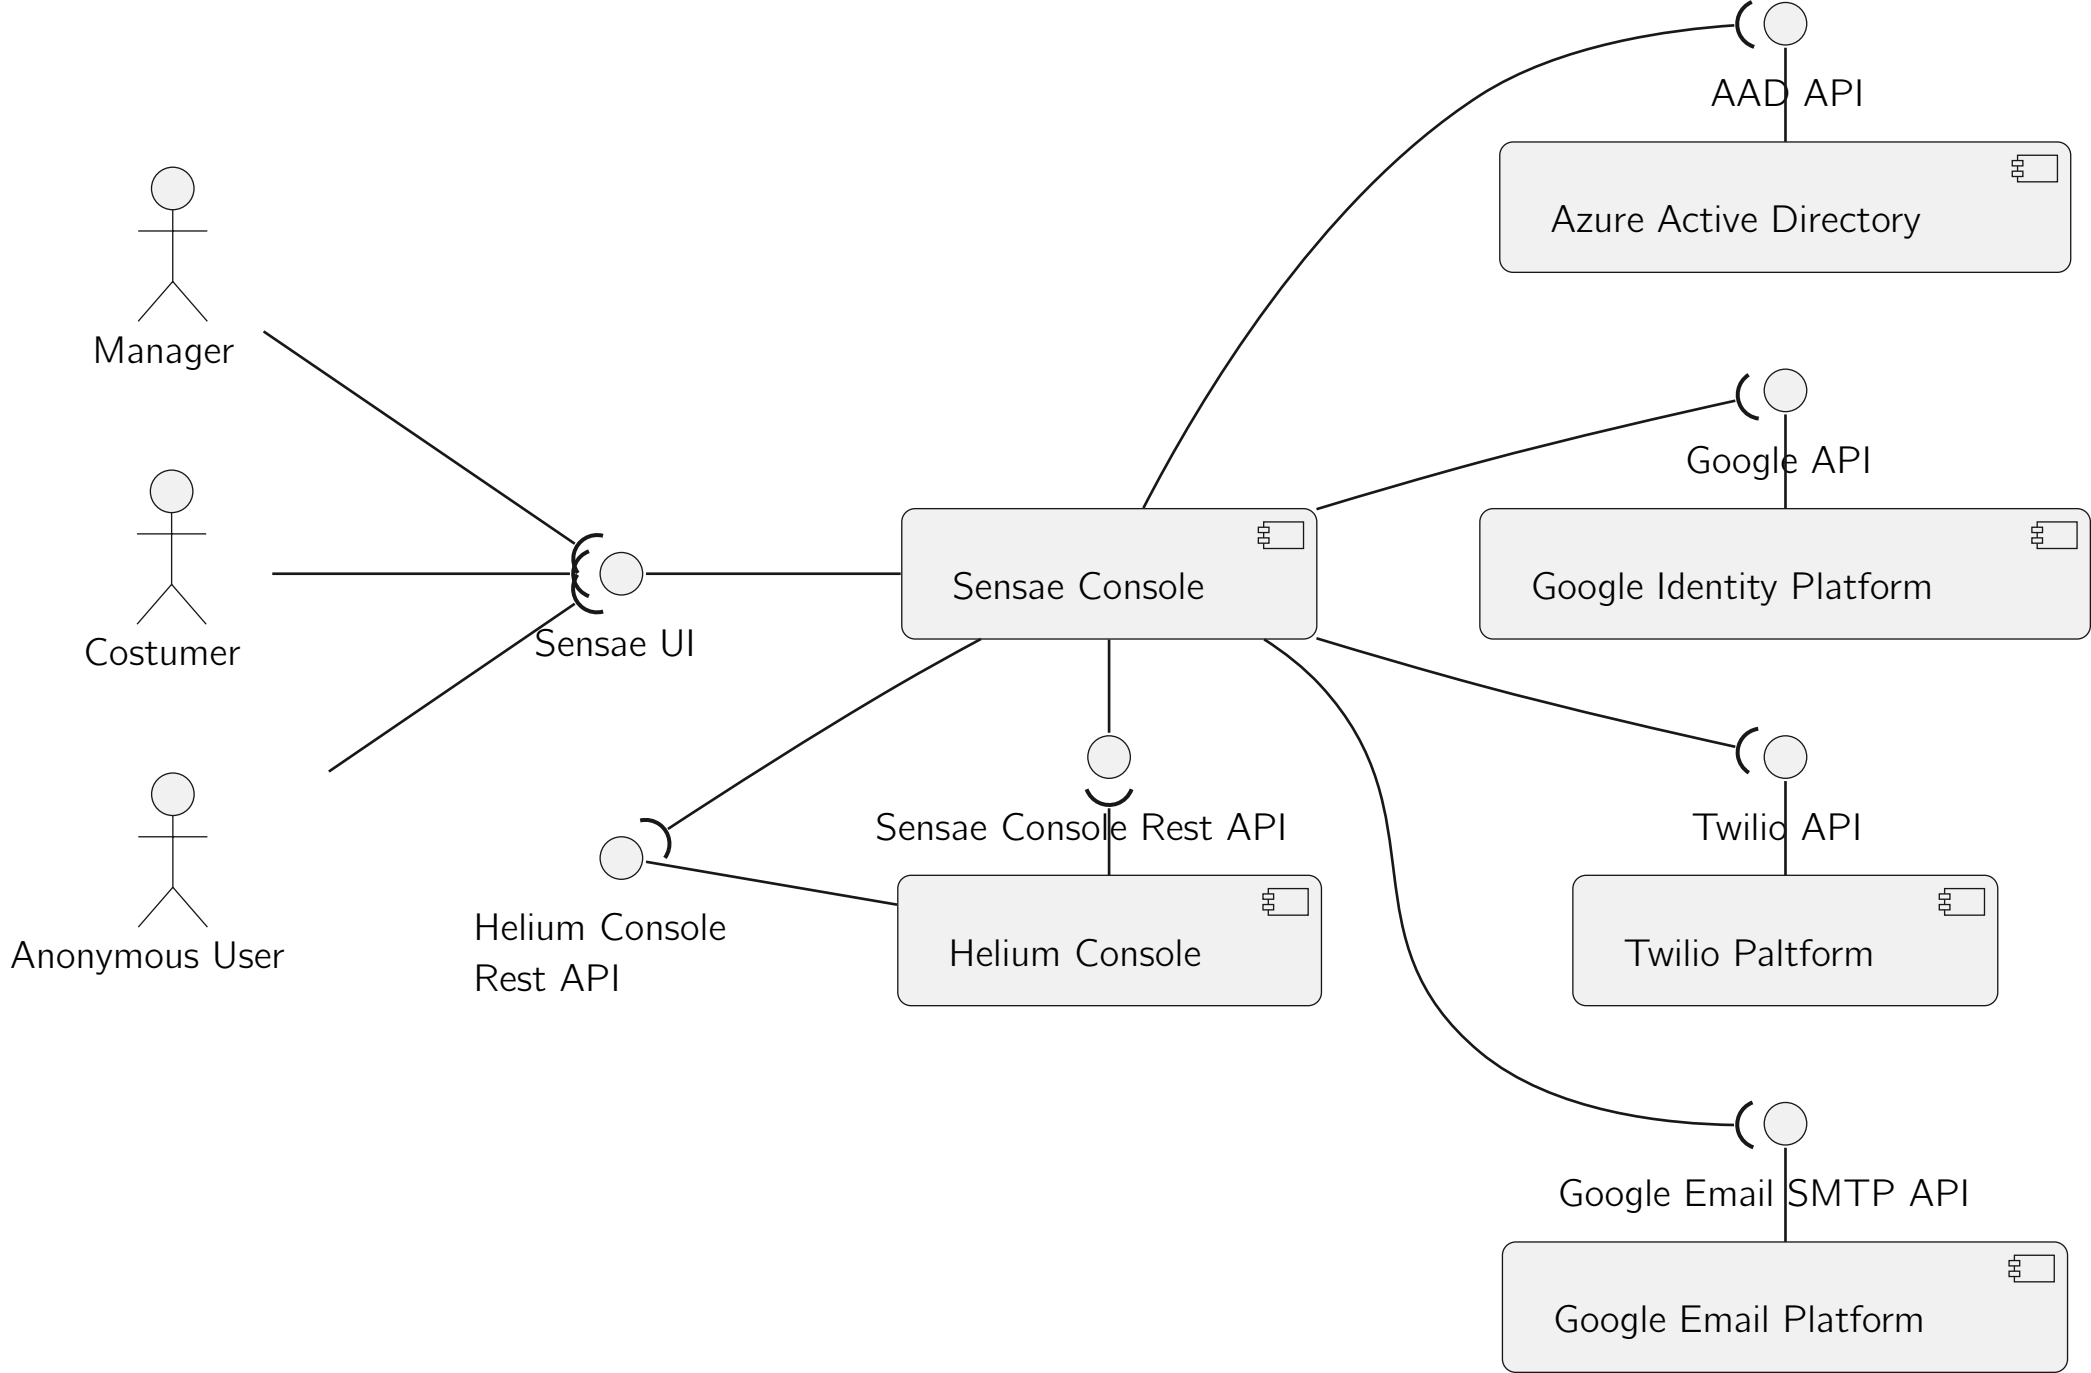 AAD API
Azure Active Directory
Manager
Google API
Sensae Console
Google Identity Platform
Costumer
Sensae UI
Sensae Console Rest API
Twilio API
Helium Console
Rest API
Helium Console
Twilio Paltform
Anonymous User
Google Email SMTP API
Google Email Platform